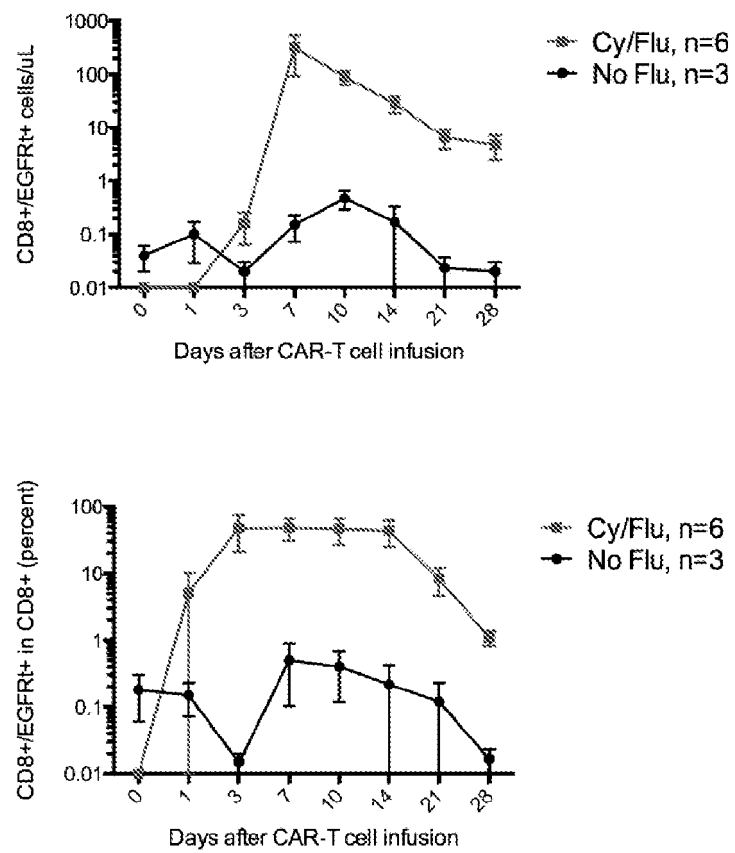 CD8+/EGFRt+ cells/uL
1000
100
10
1
0.1
0.01
0 1 3 7 10 14 21 28
Days after CAR-T cell infusion
Cy/Flu, n=6
No Flu, n=3
CD8+/EGFRt+ in CD8+ (percent)
100
10
1
0.1
0.01
0 1 3 7 10 14 21 28
Days after CAR-T cell infusion
Cy/Flu, n=6
No Flu, n=3